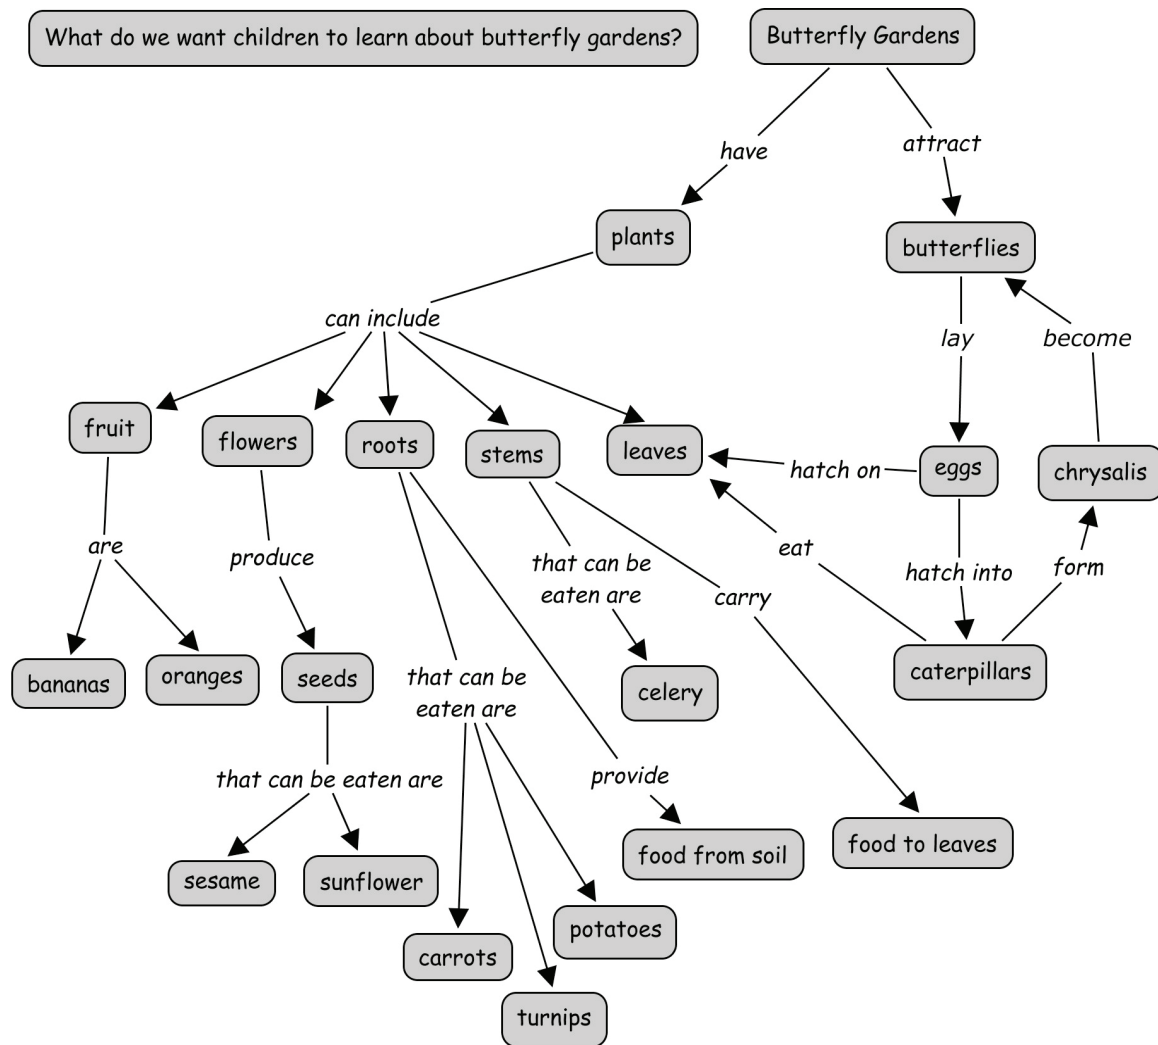 What do we want children to learn about butterfly gardens?
Butterfly Gardens
have
attract
plants
butterflies
can include
lay
become
fruit
flowers
roots
stems
leaves
hatch on
eggs
chrysalis
are
produce
that can be
eaten are
eat
carry
hatch into
form
bananas
oranges
seeds
that can be
eaten are
celery
caterpillars
that can be eaten are
provide
sesame
sunflower
food from soil
food to leaves
carrots
potatoes
turnips